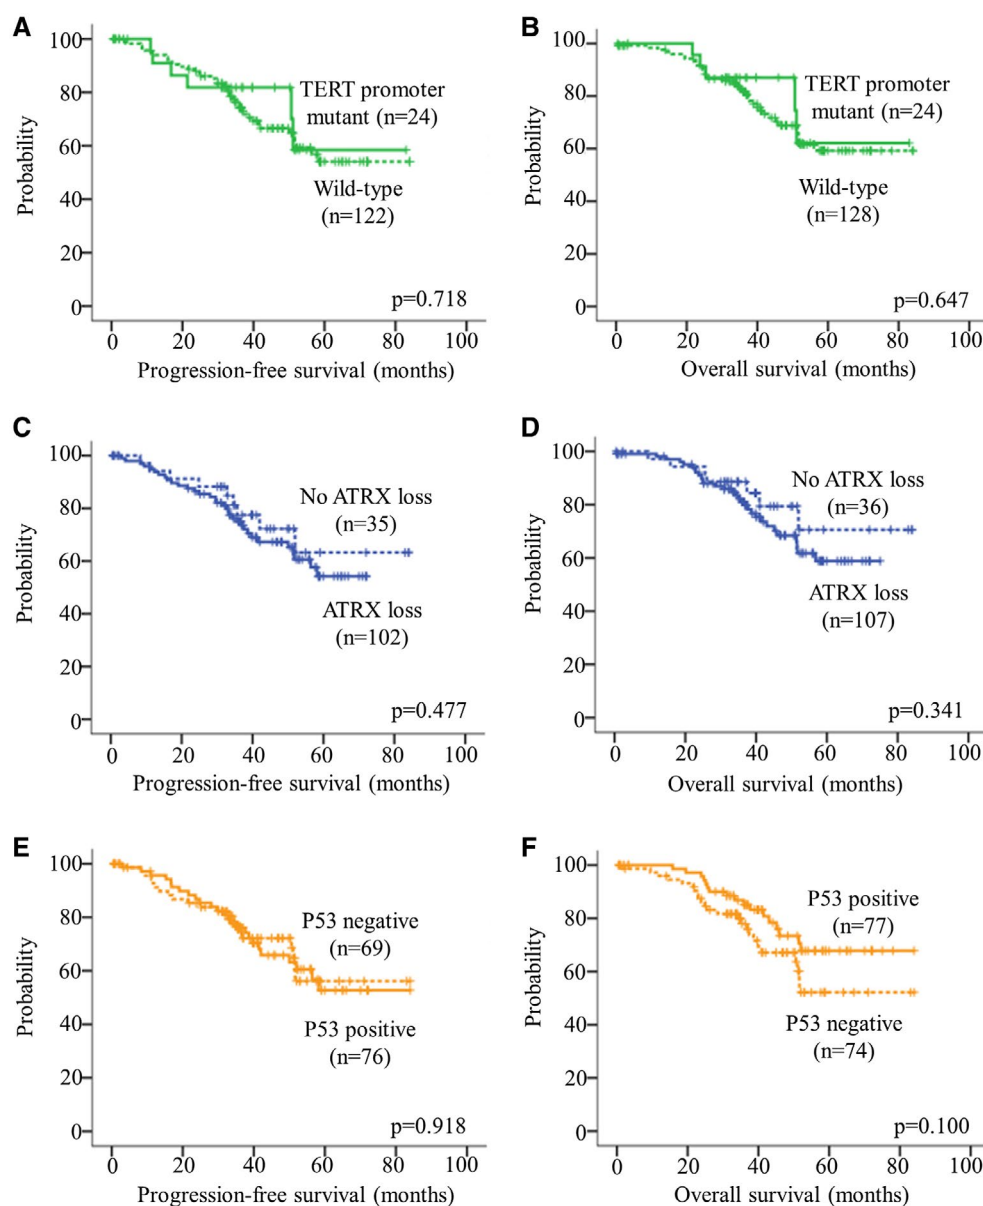 A
100
80
60
40
20
0
Probability
TERT promoter
mutant (n=24)
Wild-type
(n=122)
p=0.718
0 20 40 60 80 100
Progression-free survival (months)
B
100
80
60
40
20
0
Probability
TERT promoter
mutant (n=24)
Wild-type
(n=128)
p=0.647
0 20 40 60 80 100
Overall survival (months)
C
100
80
60
40
20
0
Probability
No ATRX loss
(n=35)
ATRX loss
(n=102)
p=0.477
0 20 40 60 80 100
Progression-free survival (months)
D
100
80
60
40
20
0
Probability
No ATRX loss
(n=36)
ATRX loss
(n=107)
p=0.341
0 20 40 60 80 100
Overall survival (months)
E
100
80
60
40
20
0
Probability
P53 negative
(n=69)
P53 positive
(n=76)
p=0.918
0 20 40 60 80 100
Progression-free survival (months)
F
100
80
60
40
20
0
Probability
P53 positive
(n=77)
P53 negative
(n=74)
p=0.100
0 20 40 60 80 100
Overall survival (months)